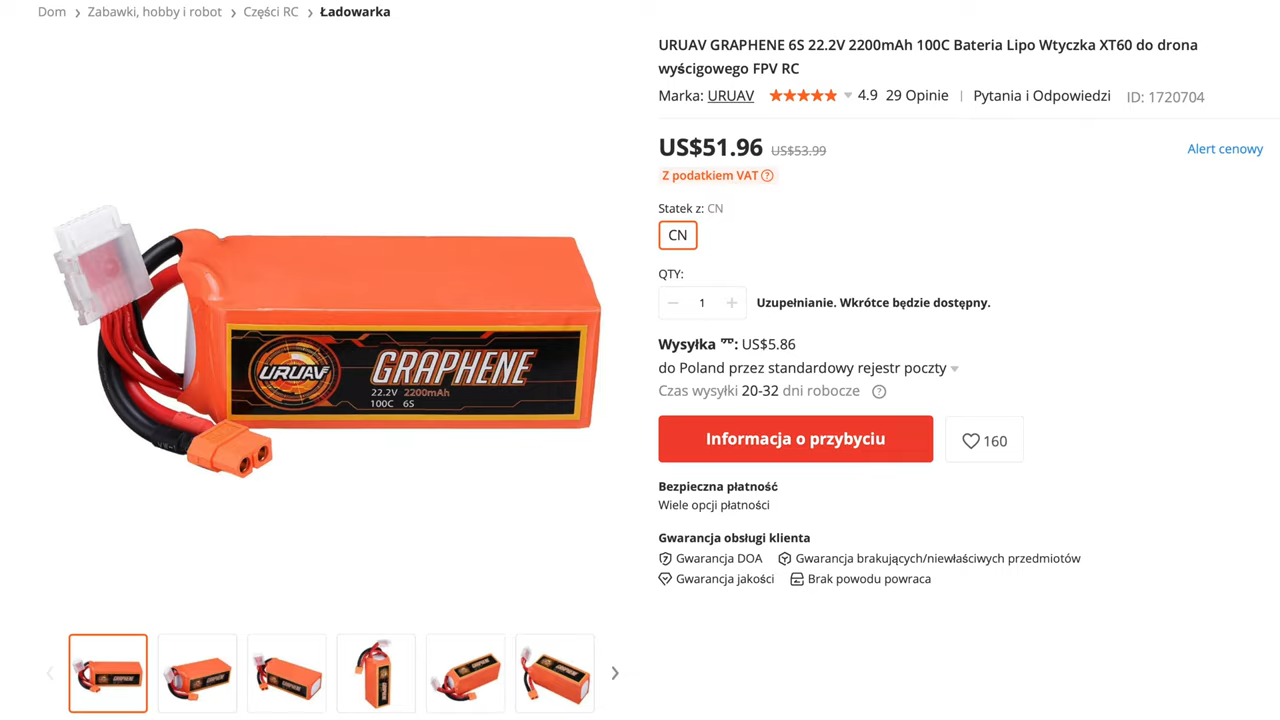 Dom > Zabawki, hobby i robot > Części RC > Ładowarka
URUAV GRAPHENE 6S 22.2V 2200mAh 100C Bateria Lipo Wtyczka XT60 do drona
wyścigowego FPV RC
Marka: URUAV 4.9 29 Opinie | Pytania i Odpowiedzi ID: 1720704
US$51.96 US$53.99
Alert cenowy
Z podatkiem VAT ?
Statek z: CN
CN
QTY:
− 1 + Uzupełnianie. Wkrótce będzie dostępny.
Wysyłka : US$5.86
do Poland przez standardowy rejestr poczty
Czas wysyłki 20-32 dni robocze ?
Informacja o przybyciu
160
Bezpieczna płatność
Wiele opcji płatności
Gwarancja obsługi klienta
Gwarancja DOA Gwarancja brakujących/niewłaściwych przedmiotów
Gwarancja jakości Brak powodu powraca
URUAV
GRAPHENE
22.2V 2200mAh
100C 6S